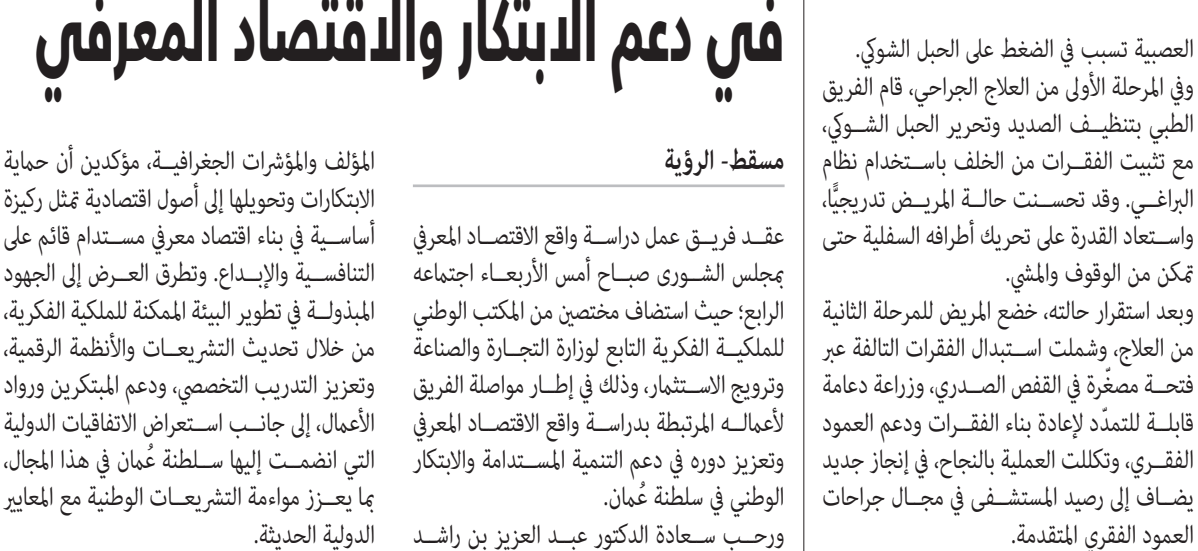 العصبية تسبب في الضغط على الحبل الشوكي.
وفي المرحلة الأولى من العلاج الجراحي، قام الفريق
الطبي بتنظيف الصديد وتحرير الحبل الشوكي،
مع تثبيت الفقرات من الخلف باستخدام نظام
البراغي. وقد تحسنت حالة المريض تدريجيًّا،
واستعاد القدرة على تحريك أطرافه السفلية حتى
تمكن من الوقوف والمشي.
وبعد استقرار حالته، خضع المريض للمرحلة الثانية
من العلاج، وشملت استبدال الفقرات التالفة عبر
فتحة مصغّرة في القفص الصدري، وزراعة دعامة
قابلة للتمدّد لإعادة بناء الفقرات ودعم العمود
الفقري، وتكللت العملية بالنجاح، في إنجاز جديد
يضاف إلى رصيد المستشفى في مجال جراحات
العمود الفقري المتقدمة.
في دعم الابتكار والاقتصاد المعرفي
مسقط- الرؤية
عقد فريق عمل دراسة واقع الاقتصاد المعرفي
بمجلس الشورى صباح أمس الأربعاء اجتماعه
الرابع؛ حيث استضاف مختصين من المكتب الوطني
للملكية الفكرية التابع لوزارة التجارة والصناعة
وترويج الاستثمار، وذلك في إطار مواصلة الفريق
لأعماله المرتبطة بدراسة واقع الاقتصاد المعرفي
وتعزيز دوره في دعم التنمية المستدامة والابتكار
الوطني في سلطنة عُمان.
ورحب سعادة الدكتور عبد العزيز بن راشد
المؤلف والمؤشرات الجغرافية، مؤكدين أن حماية
الابتكارات وتحويلها إلى أصول اقتصادية تمثل ركيزة
أساسية في بناء اقتصاد معرفي مستدام قائم على
التنافسية والإبداع. وتطرق العرض إلى الجهود
المبذولة في تطوير البيئة الممكنة للملكية الفكرية،
من خلال تحديث التشريعات والأنظمة الرقمية،
وتعزيز التدريب التخصصي، ودعم المبتكرين ورواد
الأعمال، إلى جانب استعراض الاتفاقيات الدولية
التي انضمت إليها سلطنة عُمان في هذا المجال،
بما يعزز مواءمة التشريعات الوطنية مع المعايير
الدولية الحديثة.